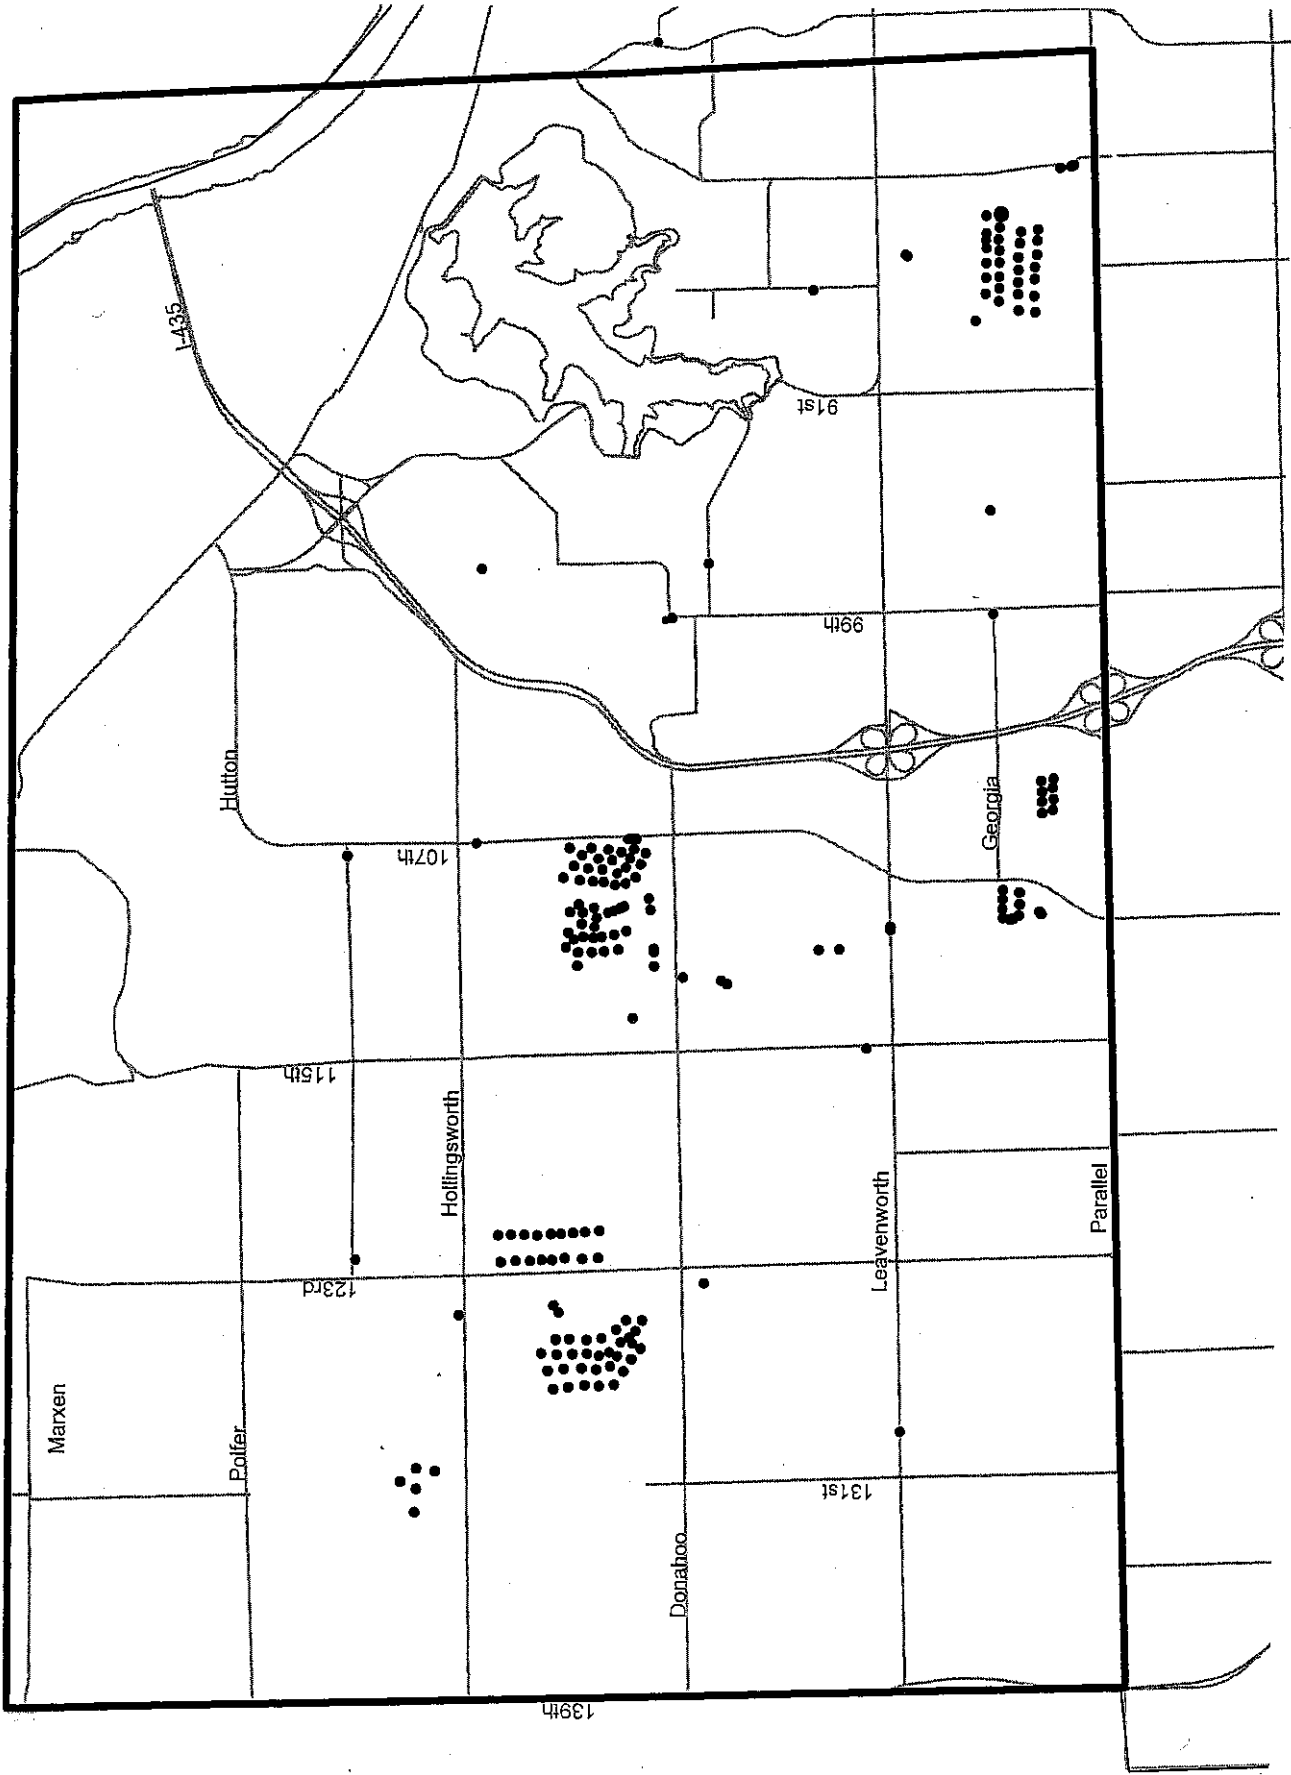 I-435
91st
99th
Hutton
107th
Georgia
115th
Hollingsworth
Parallel
Leavenworth
123rd
Marxen
Polfer
131st
Donahoo
139th